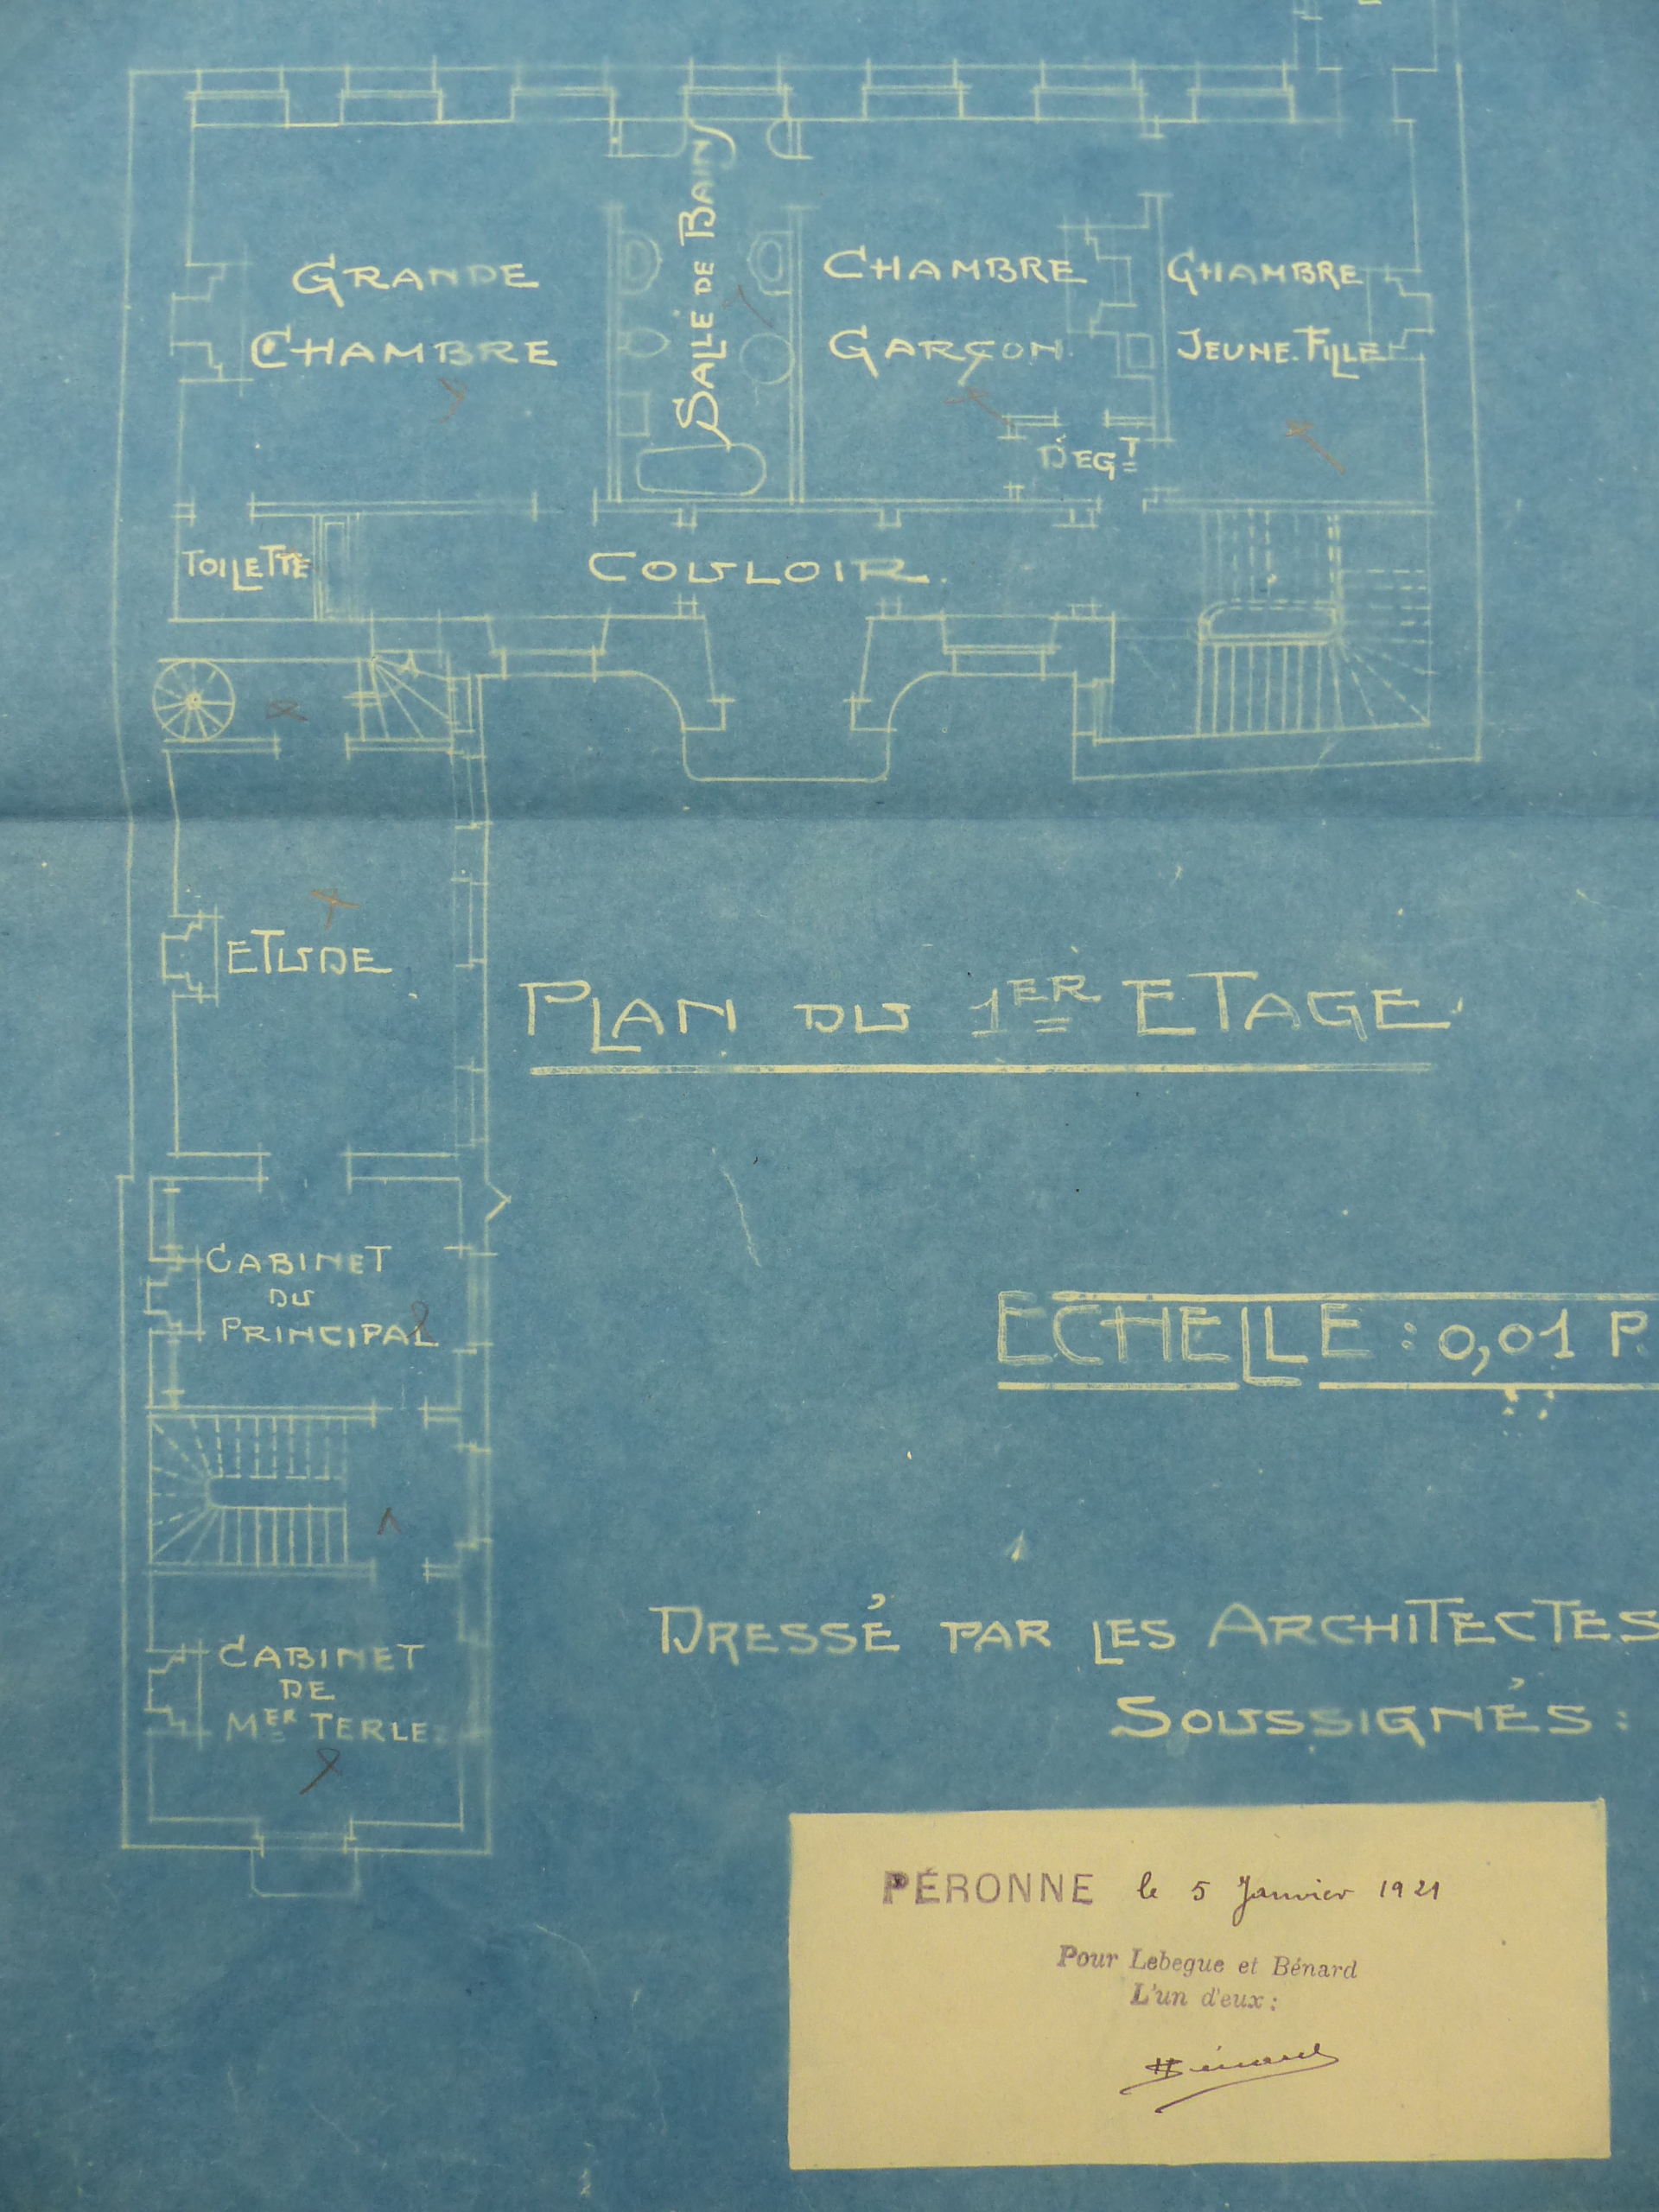 GRANDE
CHAMBRE
SALLE DE BAIN
CHAMBRE
GARÇON
CHAMBRE
JEUNE. FILLE
DÉGT
TOILETTE
COULOIR.
ETUDE
PLAN DU 1ER ETAGE.
CABINET
DU
PRINCIPAL
ECHELLE : 0,01 P.
CABINET
DE
MER TERLEZ
DRESSÉ PAR LES ARCHITECTES
SOUSSIGNÉS :
PÉRONNE le 5 Janvier 1921
Pour Lebegue et Bénard
L'un d'eux :
Bénard